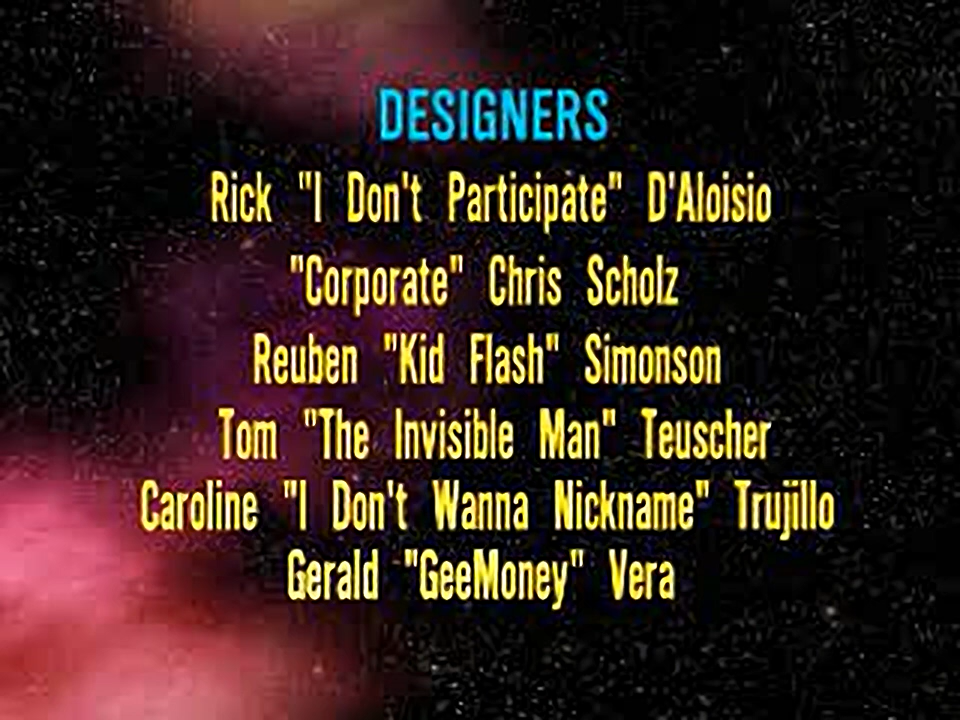 DESIGNERS
Rick "I Don't Participate" D'Aloisio
"Corporate" Chris Scholz
Reuben "Kid Flash" Simonson
Tom "The Invisible Man" Teuscher
Caroline "I Don't Wanna Nickname" Trujillo
Gerald "GeeMoney" Vera